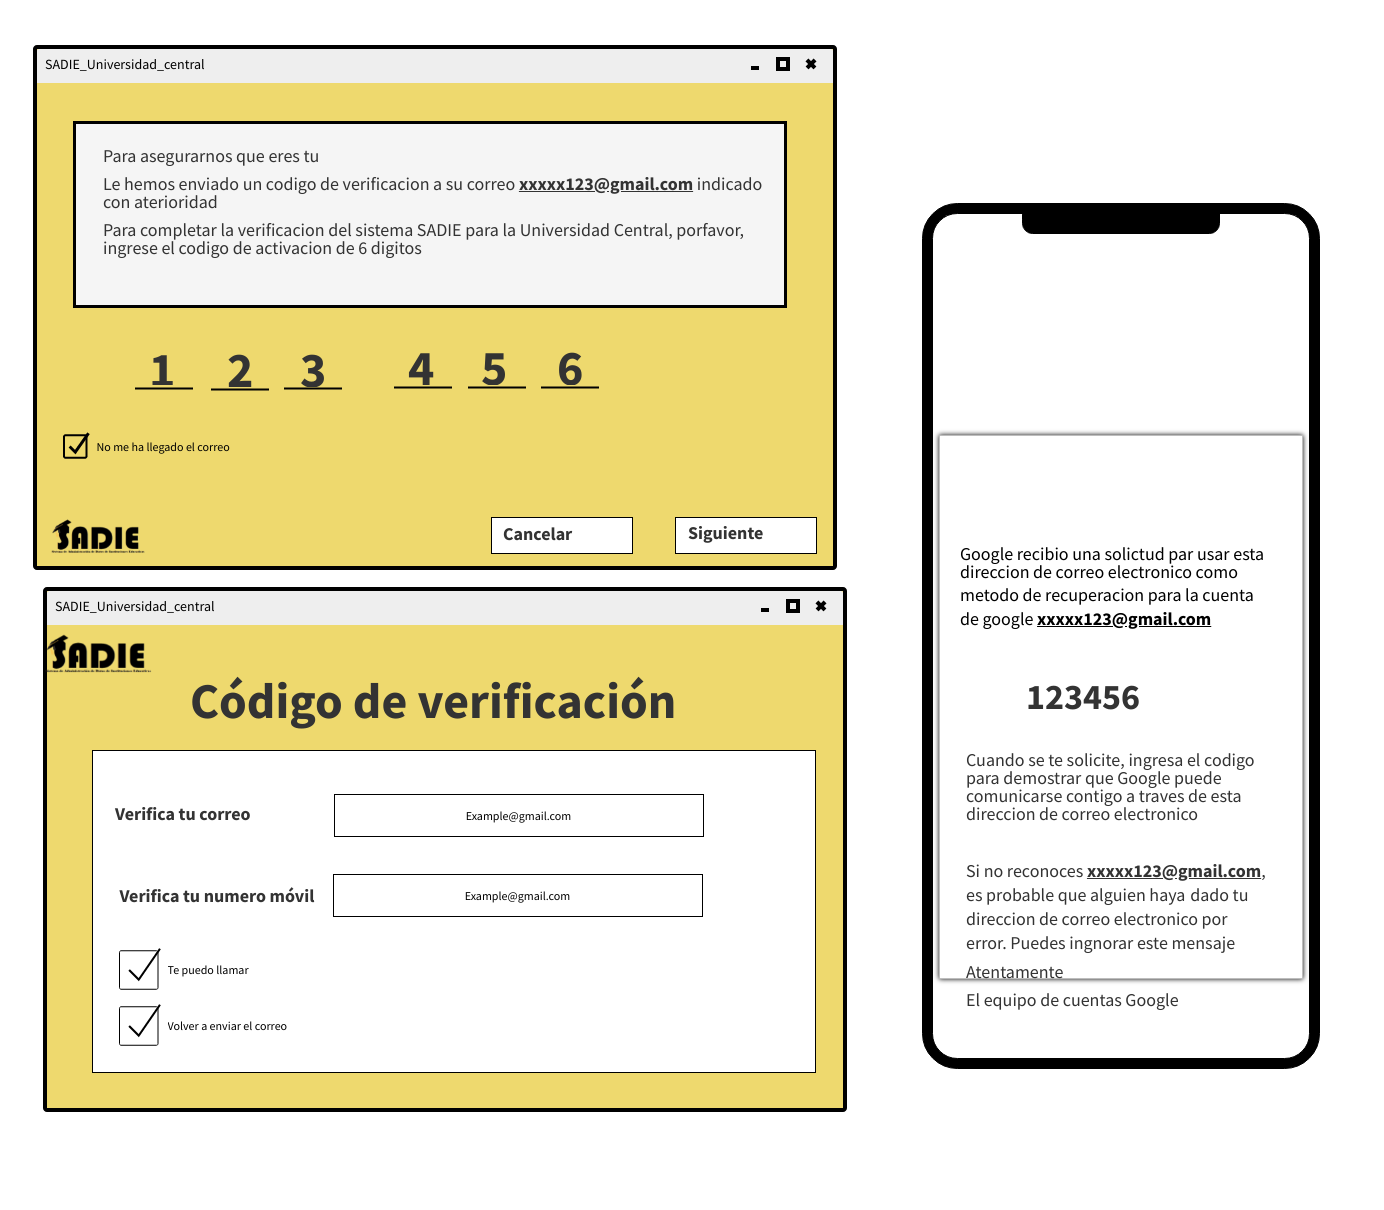 SADIE_Universidad_central
Para asegurarnos que eres tu
Le hemos enviado un codigo de verificacion a su correo xxxxx123@gmail.com indicado
con aterioridad
Para completar la verificacion del sistema SADIE para la Universidad Central, porfavor,
ingrese el codigo de activacion de 6 digitos
1 2 3 4 5 6
No me ha llegado el correo
SADIE
Cancelar
Siguiente
SADIE_Universidad_central
SADIE
Código de verificación
Verifica tu correo
Example@gmail.com
Verifica tu numero móvil
Example@gmail.com
Te puedo llamar
Volver a enviar el correo
Google recibio una solictud par usar esta
direccion de correo electronico como
metodo de recuperacion para la cuenta
de google xxxxx123@gmail.com
123456
Cuando se te solicite, ingresa el codigo
para demostrar que Google puede
comunicarse contigo a traves de esta
direccion de correo electronico
Si no reconoces xxxxx123@gmail.com,
es probable que alguien haya dado tu
direccion de correo electronico por
error. Puedes ingnorar este mensaje
Atentamente
El equipo de cuentas Google